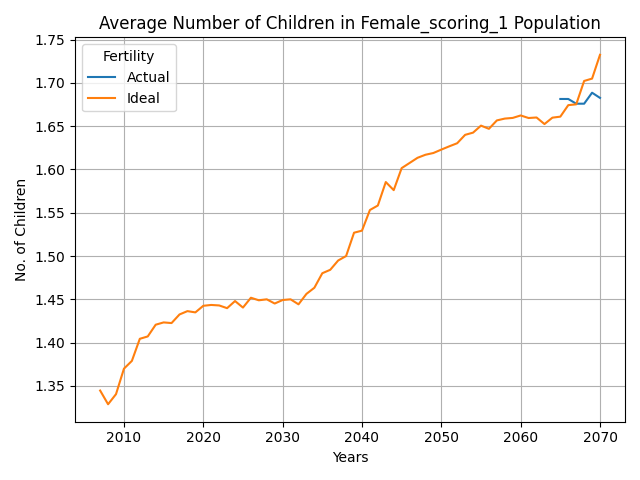 Average Number of Children in Female_scoring_1 Population
Fertility
Actual
Ideal
No. of Children
1.75
1.70
1.65
1.60
1.55
1.50
1.45
1.40
1.35
2010
2020
2030
2040
2050
2060
2070
Years